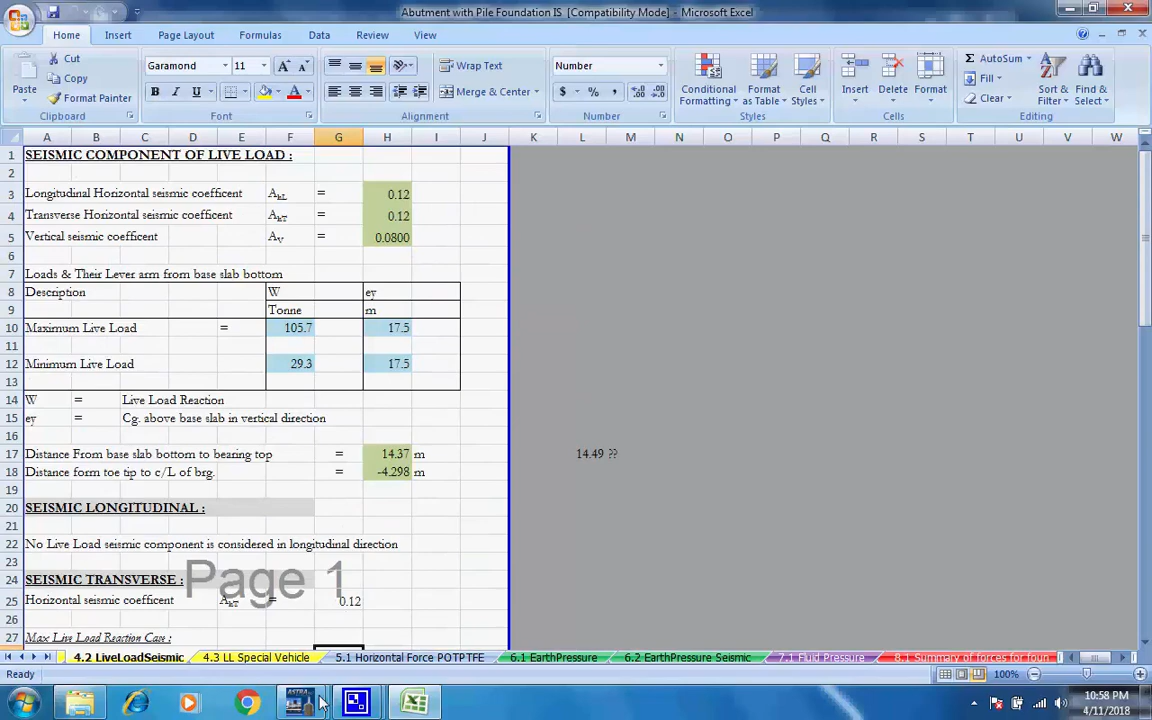 Abutment with Pile Foundation IS [Compatibility Mode] - Microsoft Excel
Home Insert Page Layout Formulas Data Review View
Paste Cut Copy Format Painter Clipboard
Garamond 11 Font
Wrap Text Merge & Center Alignment
Number $ % , Number
Conditional Formatting Format as Table Cell Styles Styles
Insert Delete Format Cells
AutoSum Fill Clear Sort & Filter Find & Select Editing
A B C D E F G H I J K L M N O P Q R S T U V W
1 SEISMIC COMPONENT OF LIVE LOAD :
2
3 Longitudinal Horizontal seismic coefficent AkL = 0.12
4 Transverse Horizontal seismic coefficent AkT = 0.12
5 Vertical seismic coefficent AV = 0.0800
6
7 Loads & Their Lever arm from base slab bottom
8 Description W ey
9 Tonne m
10 Maximum Live Load = 105.7 17.5
11
12 Minimum Live Load 29.3 17.5
13
14 W = Live Load Reaction
15 ey = Cg. above base slab in vertical direction
16
17 Distance From base slab bottom to bearing top = 14.37 m 14.49 ??
18 Distance form toe tip to c/L of brg. = -4.298 m
19
20 SEISMIC LONGITUDINAL :
21
22 No Live Load seismic component is considered in longitudinal direction
23
24 SEISMIC TRANSVERSE :
Page 1
25 Horizontal seismic coefficent AkT = 0.12
26
27 Max Live Load Reaction Case :
4.2 LiveLoadSeismic 4.3 LL Special Vehicle 5.1 Horizontal Force POTPTFE 6.1 EarthPressure 6.2 EarthPressure Seismic 7.1 Fluid Pressure 8.1 Summary of forces for foun
Ready 100%
ASTRA
10:58 PM
4/11/2018